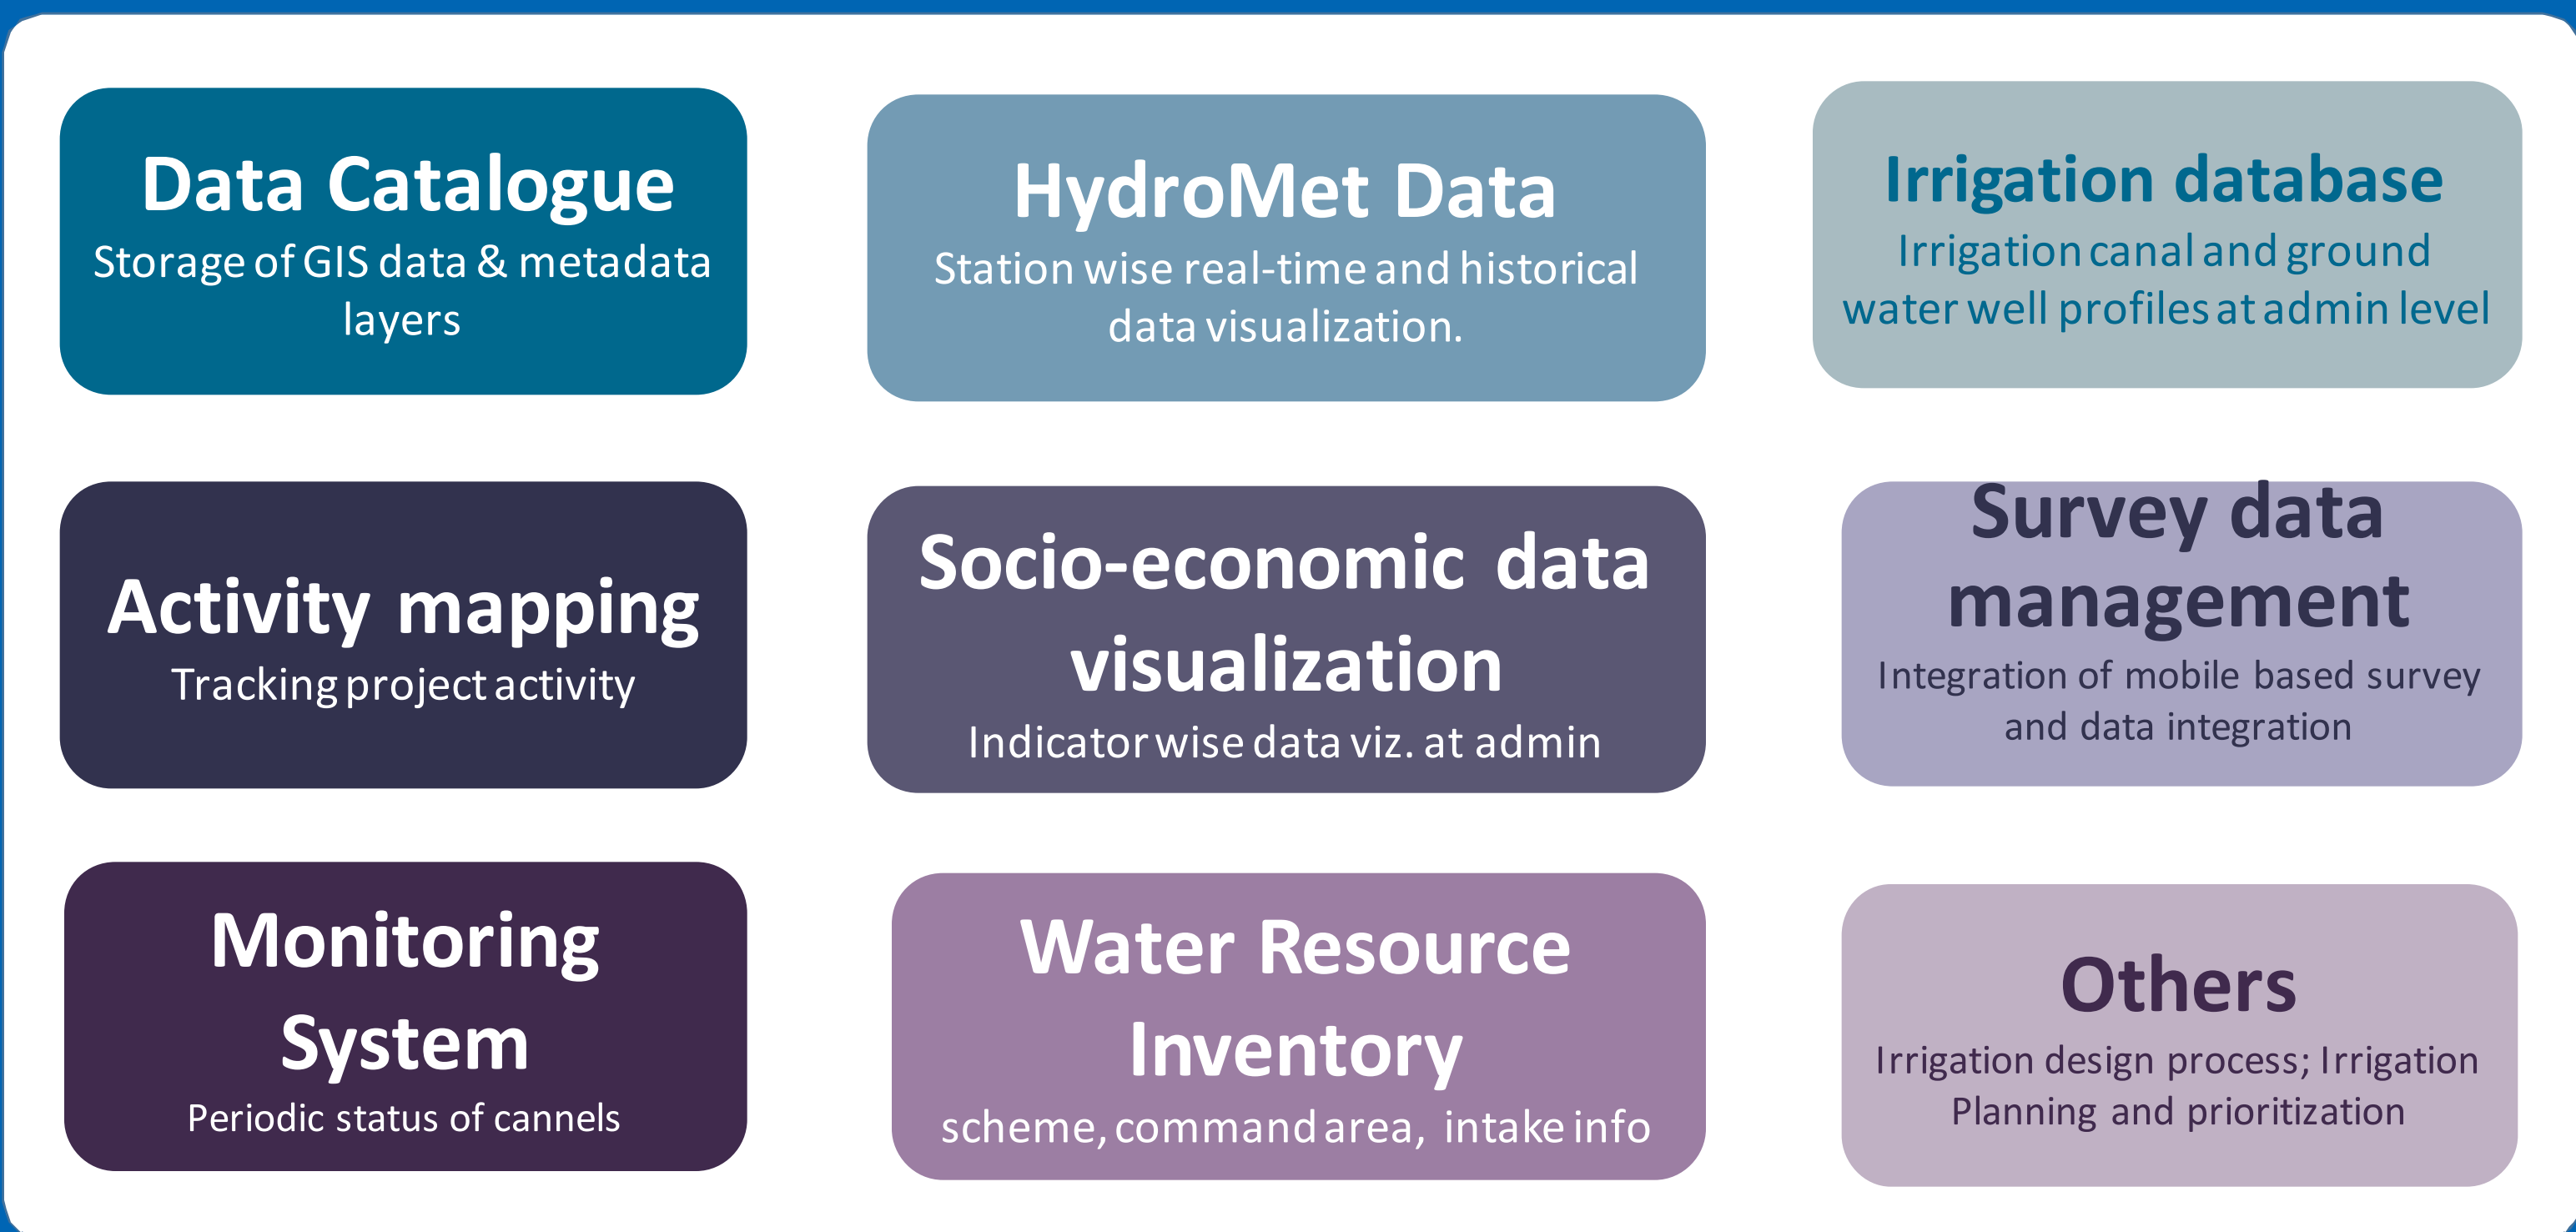 Data Catalogue
Storage of GIS data & metadata
layers
HydroMet Data
Station wise real-time and historical
data visualization.
Irrigation database
Irrigation canal and ground
water well profiles at admin level
Activity mapping
Tracking project activity
Socio-economic data
visualization
Indicator wise data viz. at admin
Survey data
management
Integration of mobile based survey
and data integration
Monitoring
System
Periodic status of cannels
Water Resource
Inventory
scheme, command area, intake info
Others
Irrigation design process; Irrigation
Planning and prioritization